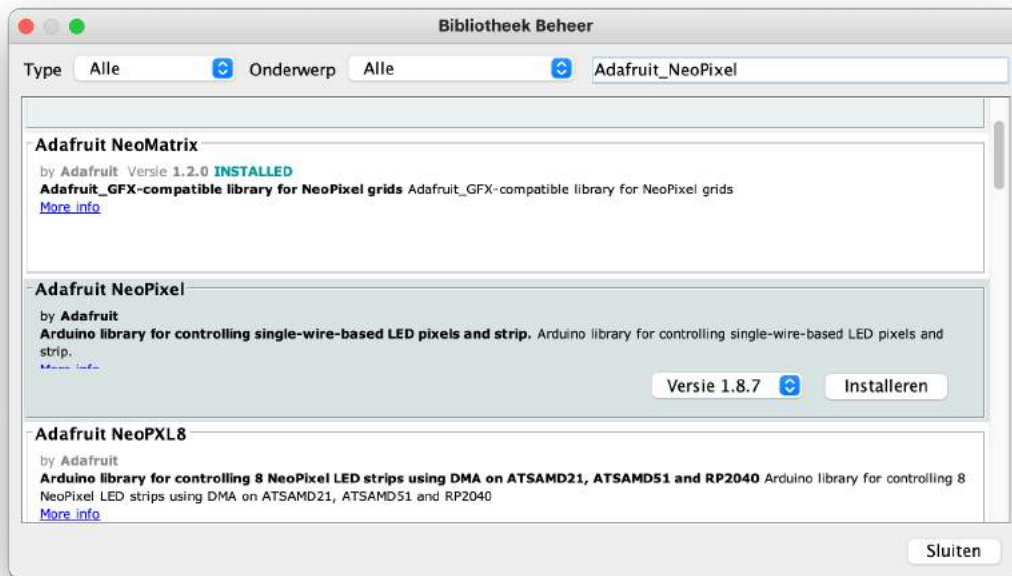 Bibliotheek Beheer
Type Alle Onderwerp Alle Adafruit_NeoPixel
Adafruit NeoMatrix
by Adafruit Versie 1.2.0 INSTALLED
Adafruit_GFX-compatible library for NeoPixel grids Adafruit_GFX-compatible library for NeoPixel grids
More info
Adafruit NeoPixel
by Adafruit
Arduino library for controlling single-wire-based LED pixels and strip. Arduino library for controlling single-wire-based LED pixels and
strip.
More info
Versie 1.8.7 Installeren
Adafruit NeoPXL8
by Adafruit
Arduino library for controlling 8 NeoPixel LED strips using DMA on ATSAMD21, ATSAMD51 and RP2040 Arduino library for controlling 8
NeoPixel LED strips using DMA on ATSAMD21, ATSAMD51 and RP2040
More info
Sluiten